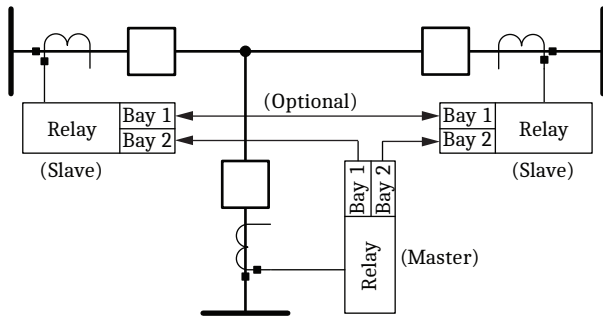 Relay
Bay 1
Bay 2
(Slave)
(Optional)
Bay 1
Bay 2
Relay
(Slave)
Bay 1
Bay 2
Relay
(Master)